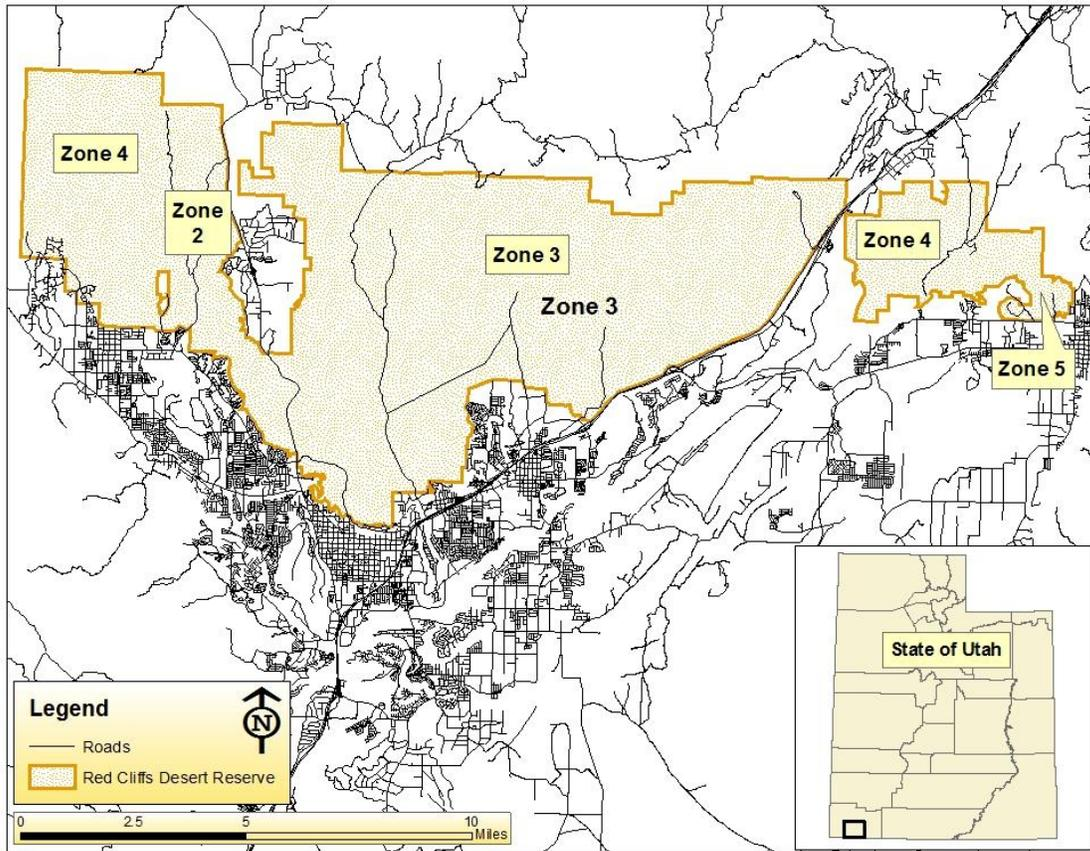 Zone 4
Zone
2
Zone 3
Zone 3
Zone 4
Zone 5
State of Utah
Legend
N
Roads
Red Cliffs Desert Reserve
0 2.5 5 10
Miles